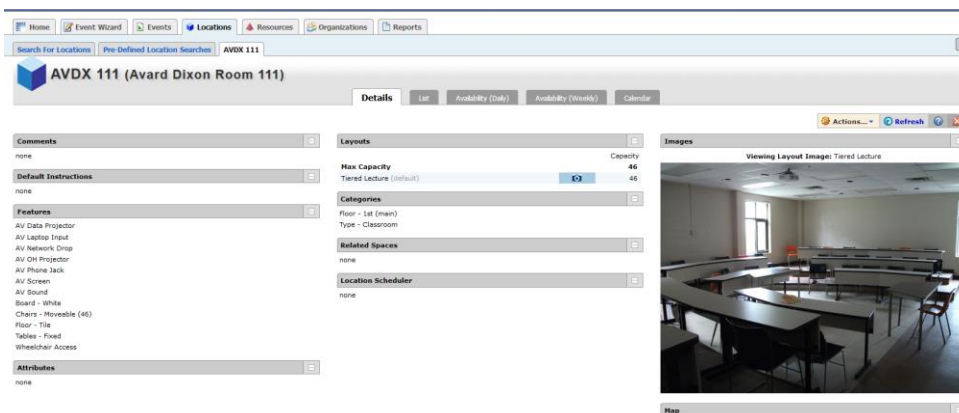 Home Event Wizard Events Locations Resources Organizations Reports
Search For Locations Pre-Defined Location Searches AVDX 111
AVDX 111 (Avard Dixon Room 111)
Details List Availability (Daily) Availability (Weekly) Calendar
Actions... Refresh
Comments
none
Default Instructions
none
Features
AV Data Projector
AV Laptop Input
AV Network Drop
AV OH Projector
AV Phone Jack
AV Screen
AV Sound
Board - White
Chairs - Moveable (46)
Floor - Tile
Tables - Fixed
Wheelchair Access
Attributes
none
Layouts
Capacity
Max Capacity 46
Tiered Lecture (default) 46
Categories
Floor - 1st (main)
Type - Classroom
Related Spaces
none
Location Scheduler
none
Images
Viewing Layout Image: Tiered Lecture
Map